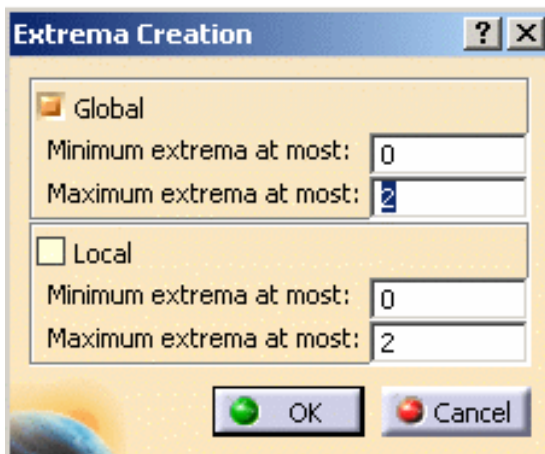 Extrema Creation ? X
Global
Minimum extrema at most: 0
Maximum extrema at most: 2
Local
Minimum extrema at most: 0
Maximum extrema at most: 2
OK Cancel